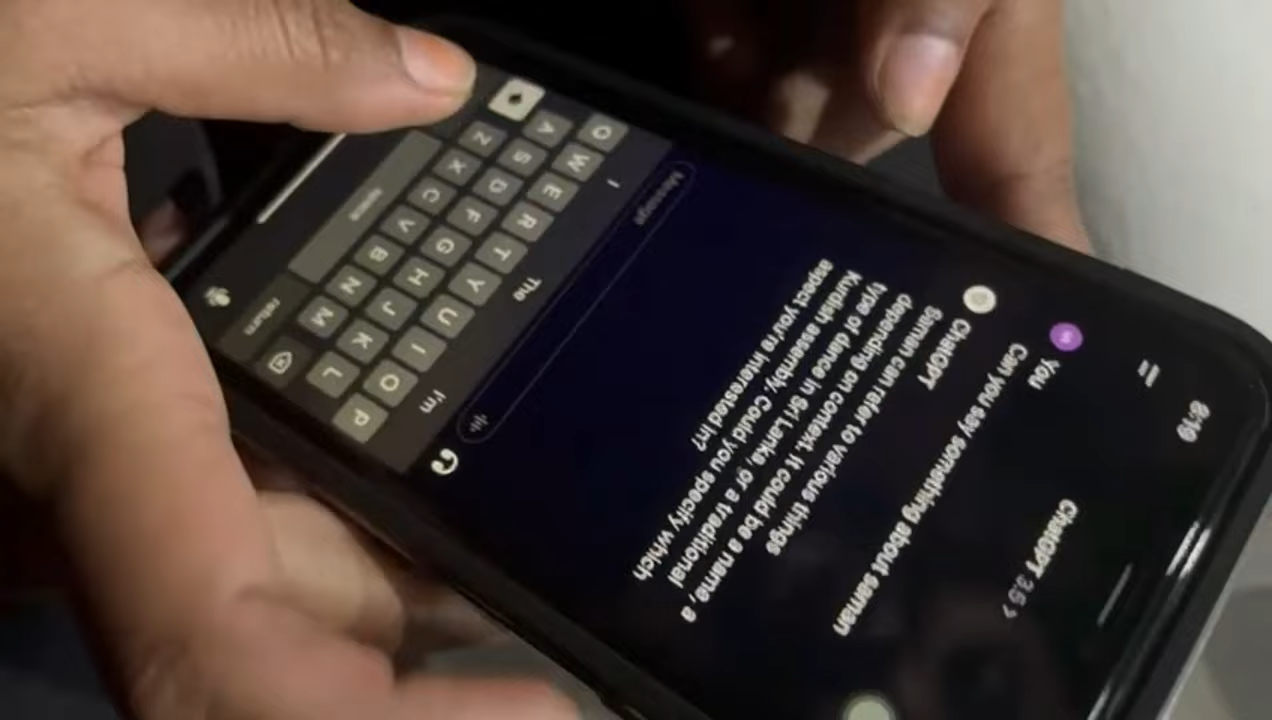 8:19
ChatGPT 3.5 >
You
Can you say something about saman
ChatGPT
Saman can refer to various things
depending on context. It could be a name, a
type of dance in Sri Lanka, or a traditional
Kurdish assembly. Could you specify which
aspect you're interested in?
Message
I The I'm
Q W E R T Y U I O P
A S D F G H J K L
Z X C V B N M
space return